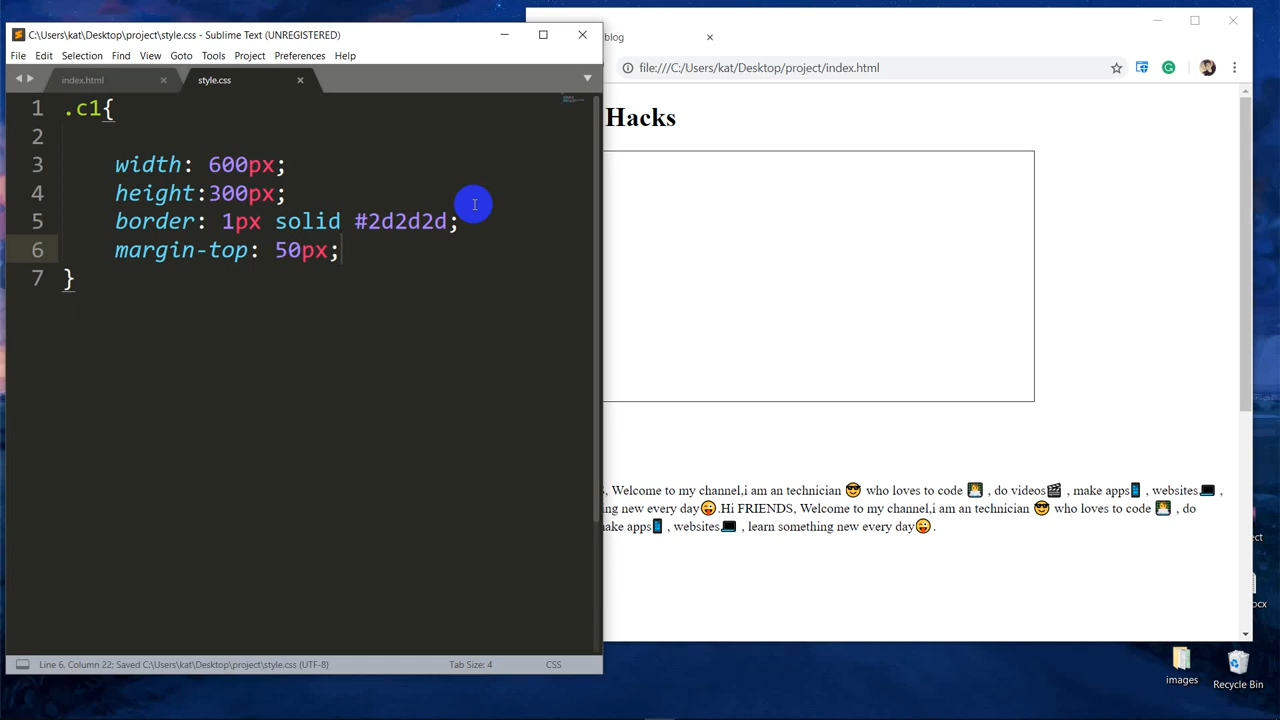 C:\Users\kat\Desktop\project\style.css - Sublime Text (UNREGISTERED)
File Edit Selection Find View Goto Tools Project Preferences Help
index.html
style.css
1 .c1{
2
3 width: 600px;
4 height:300px;
5 border: 1px solid #2d2d2d;
6 margin-top: 50px;
7 }
Line 6, Column 22; Saved C:\Users\kat\Desktop\project\style.css (UTF-8)
Tab Size: 4
CSS
blog
file:///C:/Users/kat/Desktop/project/index.html
Hacks
S, Welcome to my channel,i am an technician 😎 who loves to code 👨‍💻 , do videos🎬 , make apps📱 , websites💻 ,
ing new every day😜.Hi FRIENDS, Welcome to my channel,i am an technician 😎 who loves to code 👨‍💻 , do
make apps📱 , websites💻 , learn something new every day😜.
ect
ocx
images
Recycle Bin